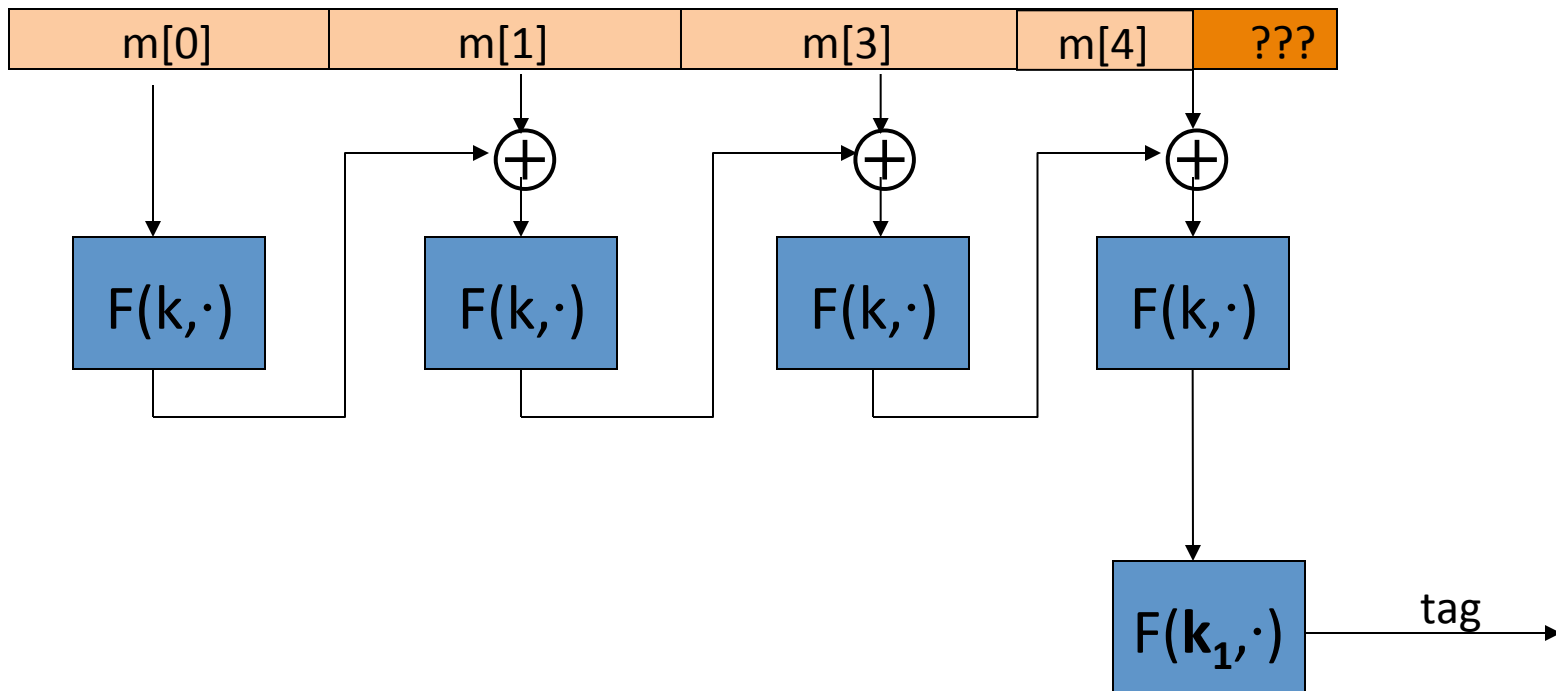 m[0] m[1] m[3] m[4] ???
F(k,·) F(k,·) F(k,·) F(k,·)
tag
F(k₁,·)